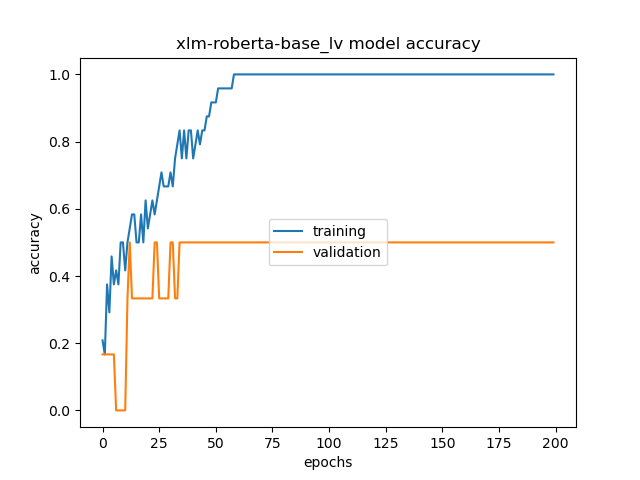 xlm-roberta-base_lv model accuracy
1.0
0.8
0.6
0.4
0.2
0.0
accuracy
training
validation
0 25 50 75 100 125 150 175 200
epochs